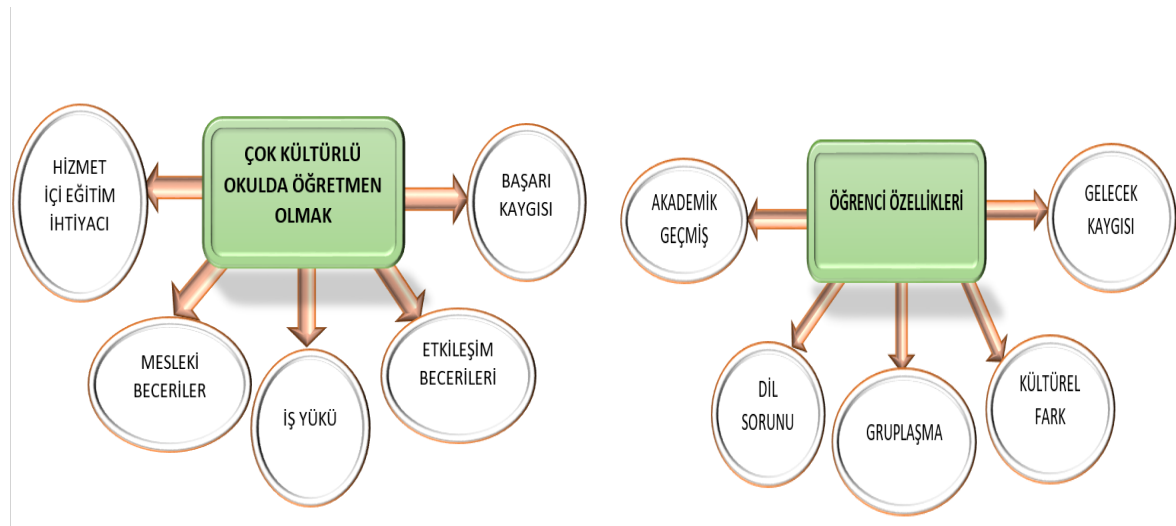 ÇOK KÜLTÜRLÜ
OKULDA ÖĞRETMEN
OLMAK
HİZMET
İÇİ EĞİTİM
İHTİYACI
MESLEKİ
BECERİLER
İŞ YÜKÜ
ETKİLEŞİM
BECERİLERİ
BAŞARI
KAYGISI
ÖĞRENCİ ÖZELLİKLERİ
AKADEMİK
GEÇMİŞ
DİL
SORUNU
GRUPLAŞMA
KÜLTÜREL
FARK
GELECEK
KAYGISI